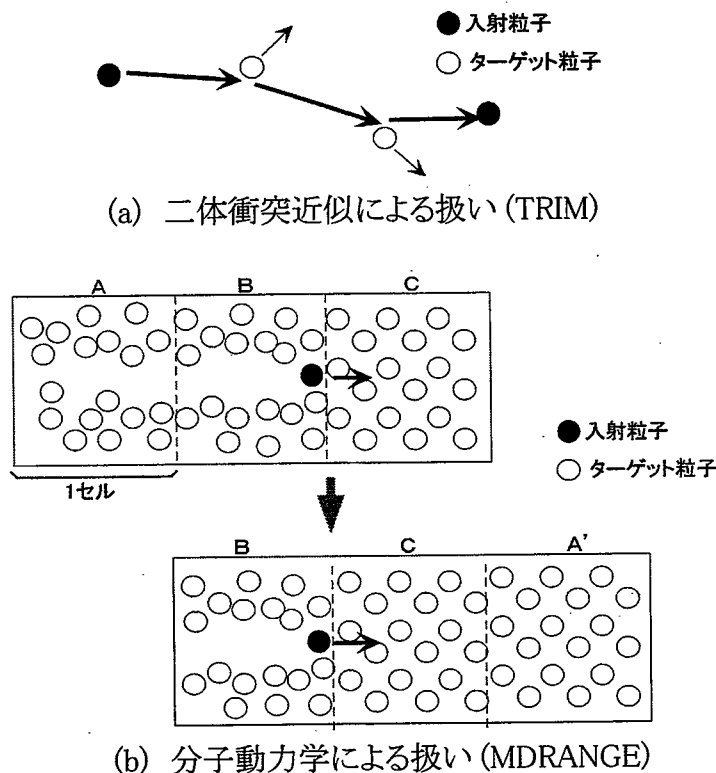 入射粒子
ターゲット粒子
(a) 二体衝突近似による扱い(TRIM)
A B C
入射粒子
ターゲット粒子
1セル
B C A'
(b) 分子動力学による扱い(MDRANGE)